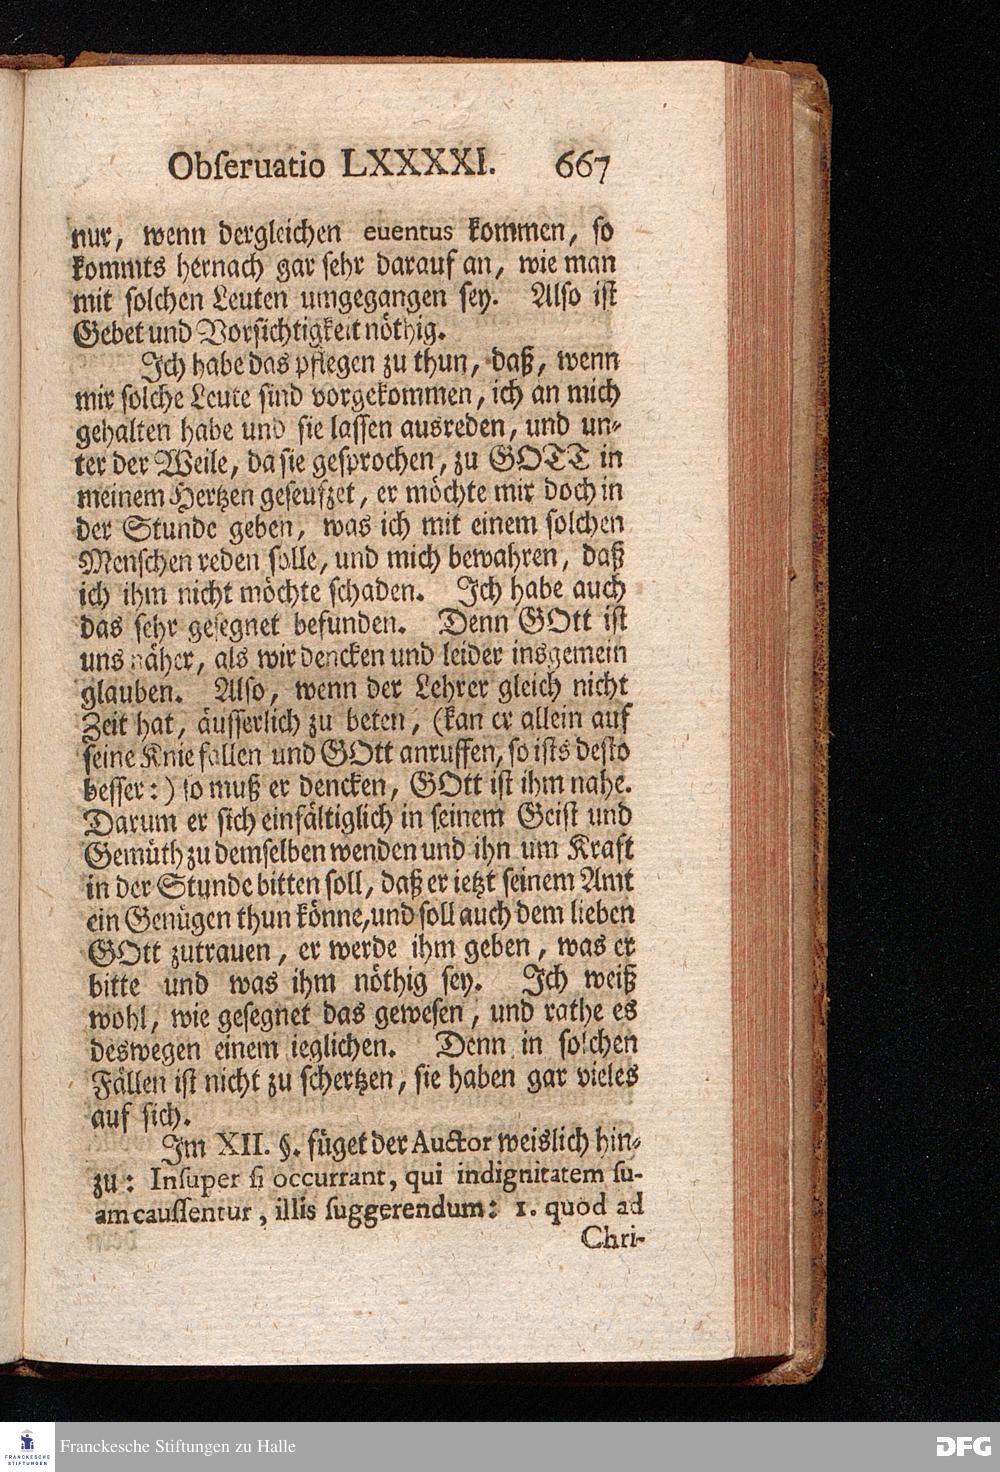 Obſeruatio LXXXXXI. 667
nur, wenn dergleichen euentus kommen, ſo
kommts hernach gar ſehr darauf an, wie man
mit ſolchen Leuten umgegangen ſey. Alſo iſt
Gebet und Vorſichtigkeit nöthig.
Ich habe das pflegen zu thun, daß, wenn
mir ſolche Leute ſind vorgekommen, ich an mich
gehalten habe und ſie laſſen ausreden, und un-
ter der Weile, da ſie geſprochen, zu GOTT in
meinem Hertzen geſeufzet, er möchte mir doch in
der Stunde geben, was ich mit einem ſolchen
Menſchen reden ſolle, und mich bewahren, daß
ich ihm nicht möchte ſchaden. Ich habe auch
das ſehr geſegnet befunden. Denn GOtt iſt
uns näher, als wir dencken und leider insgemein
glauben. Alſo, wenn der Lehrer gleich nicht
Zeit hat, äuſſerlich zu beten, (kan er allein auf
ſeine Knie fallen und GOtt anruffen, ſo iſts deſto
beſſer:) ſo muß er dencken, GOtt iſt ihm nahe.
Darum er ſich einfältiglich in ſeinem Geiſt und
Gemüth zu demſelben wenden und ihn um Kraft
in der Stunde bitten ſoll, daß er ietzt ſeinem Amt
ein Genügen thun könne, und ſoll auch dem lieben
GOtt zutrauen, er werde ihm geben, was er
bitte und was ihm nöthig ſey. Ich weiß
wohl, wie geſegnet das geweſen, und rathe es
deswegen einem ieglichen. Denn in ſolchen
Fällen iſt nicht zu ſchertzen, ſie haben gar vieles
auf ſich.
Im XII. §. füget der Auctor weislich hin-
zu: Inſuper ſi occurrant, qui indignitatem ſu-
am cauſſentur, illis ſuggerendum: 1. quod ad
Chri-
FRANCKESCHE STIFTUNGEN
Franckesche Stiftungen zu Halle
DFG